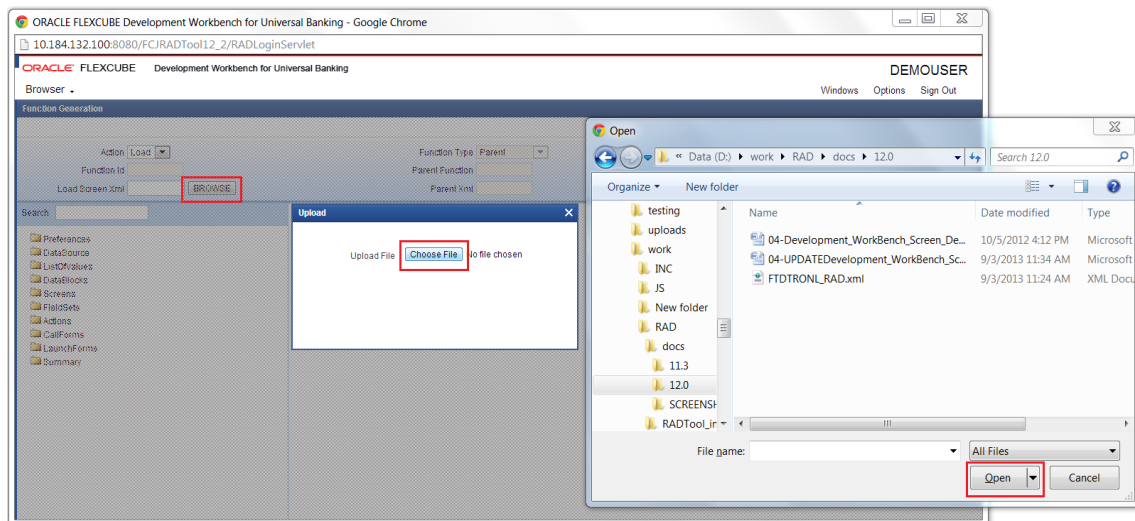 ORACLE FLEXCUBE Development Workbench for Universal Banking - Google Chrome
10.184.132.100:8080/FCJRADTool12_2/RADLoginServlet
ORACLE FLEXCUBE Development Workbench for Universal Banking
DEMOUSER
Browser
Windows Options Sign Out
Function Generation
Action Load
Function Type Parent
Function Id
Parent Function
Load Screen Xml BROWSE
Parent Xml
Search
Preferences
DataSource
ListOfValues
DataBlocks
Screens
FieldSets
Actions
CallForms
LaunchForms
Summary
Upload
Upload File Choose File No file chosen
Open
« Data (D:) work RAD docs 12.0
Search 12.0
Organize New folder
testing
uploads
work
INC
JS
New folder
RAD
docs
11.3
12.0
SCREENSH
RADTool_ir
Name Date modified Type
04-Development_WorkBench_Screen_De... 10/5/2012 4:12 PM Microsoft
04-UPDATEDevelopment_WorkBench_Sc... 9/3/2013 11:34 AM Microsoft
FTDTRONL_RAD.xml 9/3/2013 11:24 AM XML Docu
File name: All Files
Open Cancel